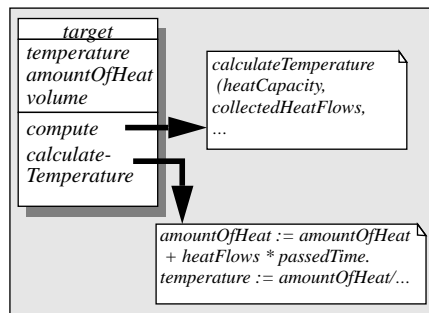 target
temperature
amountOfHeat
volume
compute
calculate-
Temperature
calculateTemperature
(heatCapacity,
collectedHeatFlows,
...
amountOfHeat := amountOfHeat
+ heatFlows * passedTime.
temperature := amountOfHeat/...